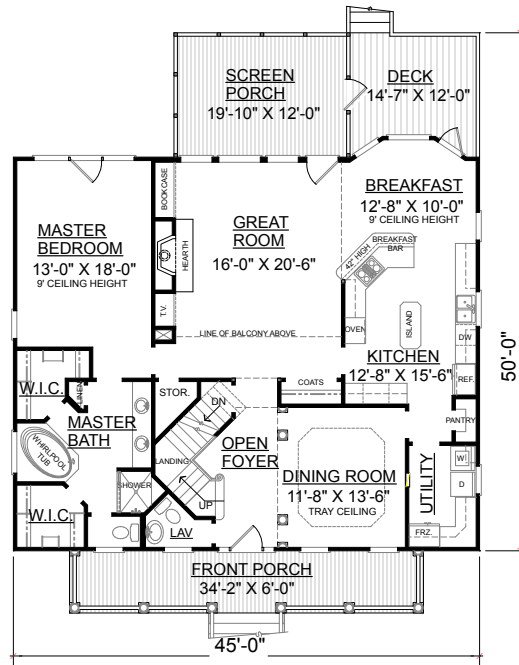 SCREEN
PORCH
19'-10" X 12'-0"
DECK
14'-7" X 12'-0"
BOOK CASE
BREAKFAST
12'-8" X 10'-0"
9' CEILING HEIGHT
MASTER
BEDROOM
13'-0" X 18'-0"
9' CEILING HEIGHT
GREAT
ROOM
16'-0" X 20'-6"
HEARTH
BREAKFAST
BAR
42" HIGH
T.V.
OVEN
ISLAND
LINE OF BALCONY ABOVE
DW
KITCHEN
12'-8" X 15'-6"
REF.
50'-0"
W.I.C.
LINEN
STOR.
DN
COATS
PANTRY
MASTER
BATH
WHIRLPOOL
TUB
LANDING
OPEN
FOYER
DINING ROOM
11'-8" X 13'-6"
TRAY CEILING
UTILITY
W
D
SHOWER
UP
W.I.C.
LAV
FRZ.
FRONT PORCH
34'-2" X 6'-0"
45'-0"